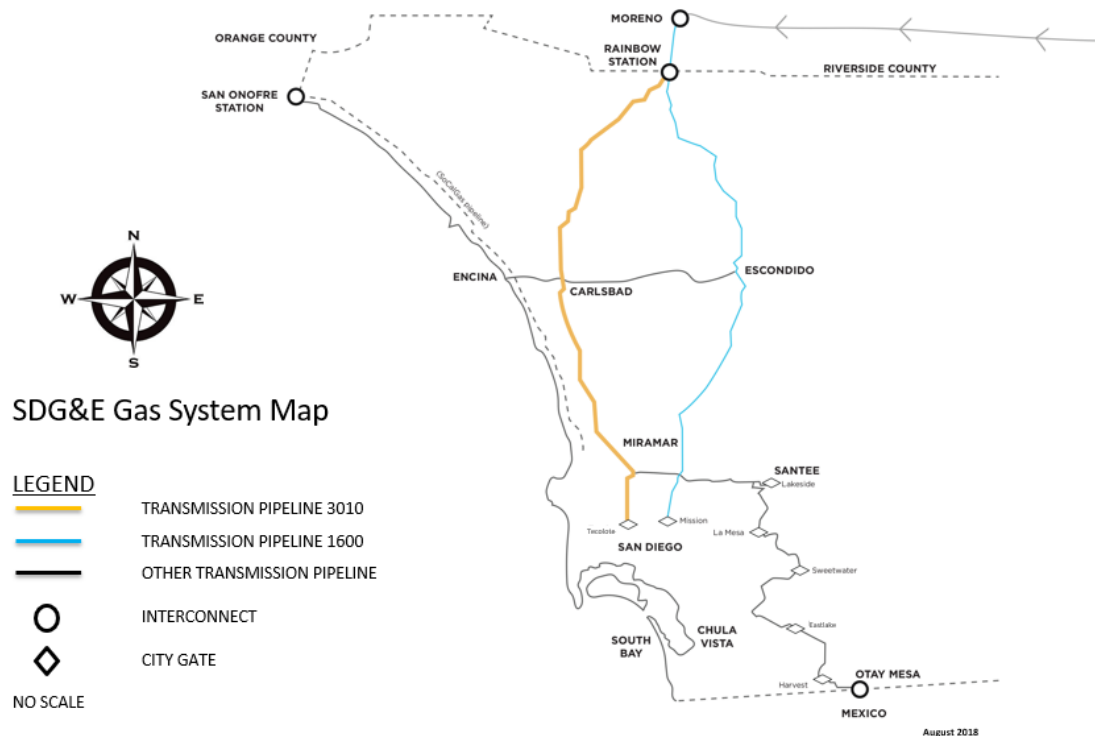 MORENO
ORANGE COUNTY
RAINBOW
STATION
RIVERSIDE COUNTY
SAN ONOFRE
STATION
(SoCalGas pipeline)
N
W
E
S
ENCINA
ESCONDIDO
CARLSBAD
SDG&E Gas System Map
MIRAMAR
SANTEE
Lakeside
LEGEND
TRANSMISSION PIPELINE 3010
TRANSMISSION PIPELINE 1600
OTHER TRANSMISSION PIPELINE
INTERCONNECT
CITY GATE
NO SCALE
Tecolote
Mission
La Mesa
SAN DIEGO
Sweetwater
Eastlake
CHULA
VISTA
SOUTH
BAY
Harvest
OTAY MESA
MEXICO
August 2018